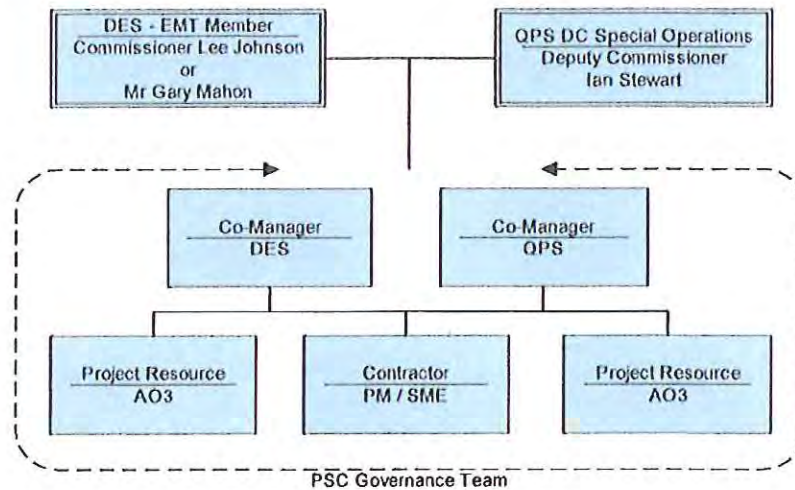 DES - EMT Member
Commissioner Lee Johnson
or
Mr Gary Mahon
QPS DC Special Operations
Deputy Commissioner
Ian Stewart
Co-Manager
DES
Co-Manager
QPS
Project Resource
AO3
Contractor
PM / SME
Project Resource
AO3
PSC Governance Team